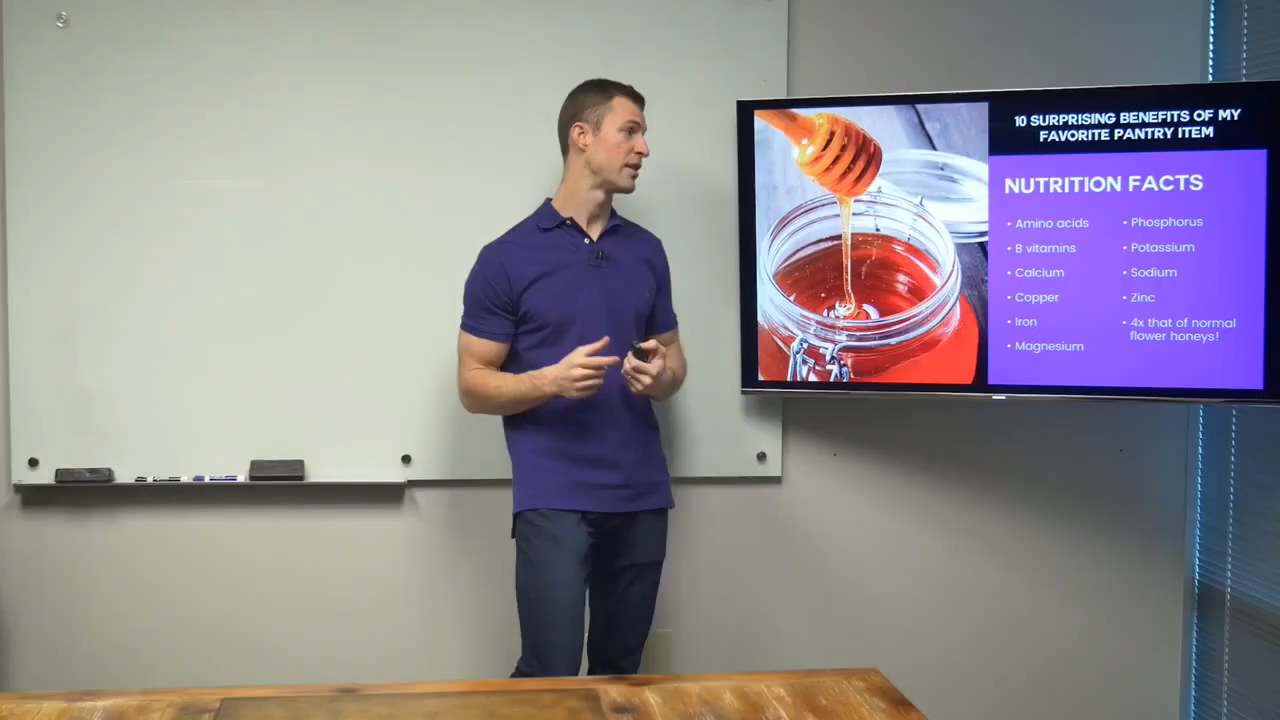 10 SURPRISING BENEFITS OF MY
FAVORITE PANTRY ITEM
NUTRITION FACTS
• Amino acids
• B vitamins
• Calcium
• Copper
• Iron
• Magnesium
• Phosphorus
• Potassium
• Sodium
• Zinc
• 4x that of normal
flower honeys!